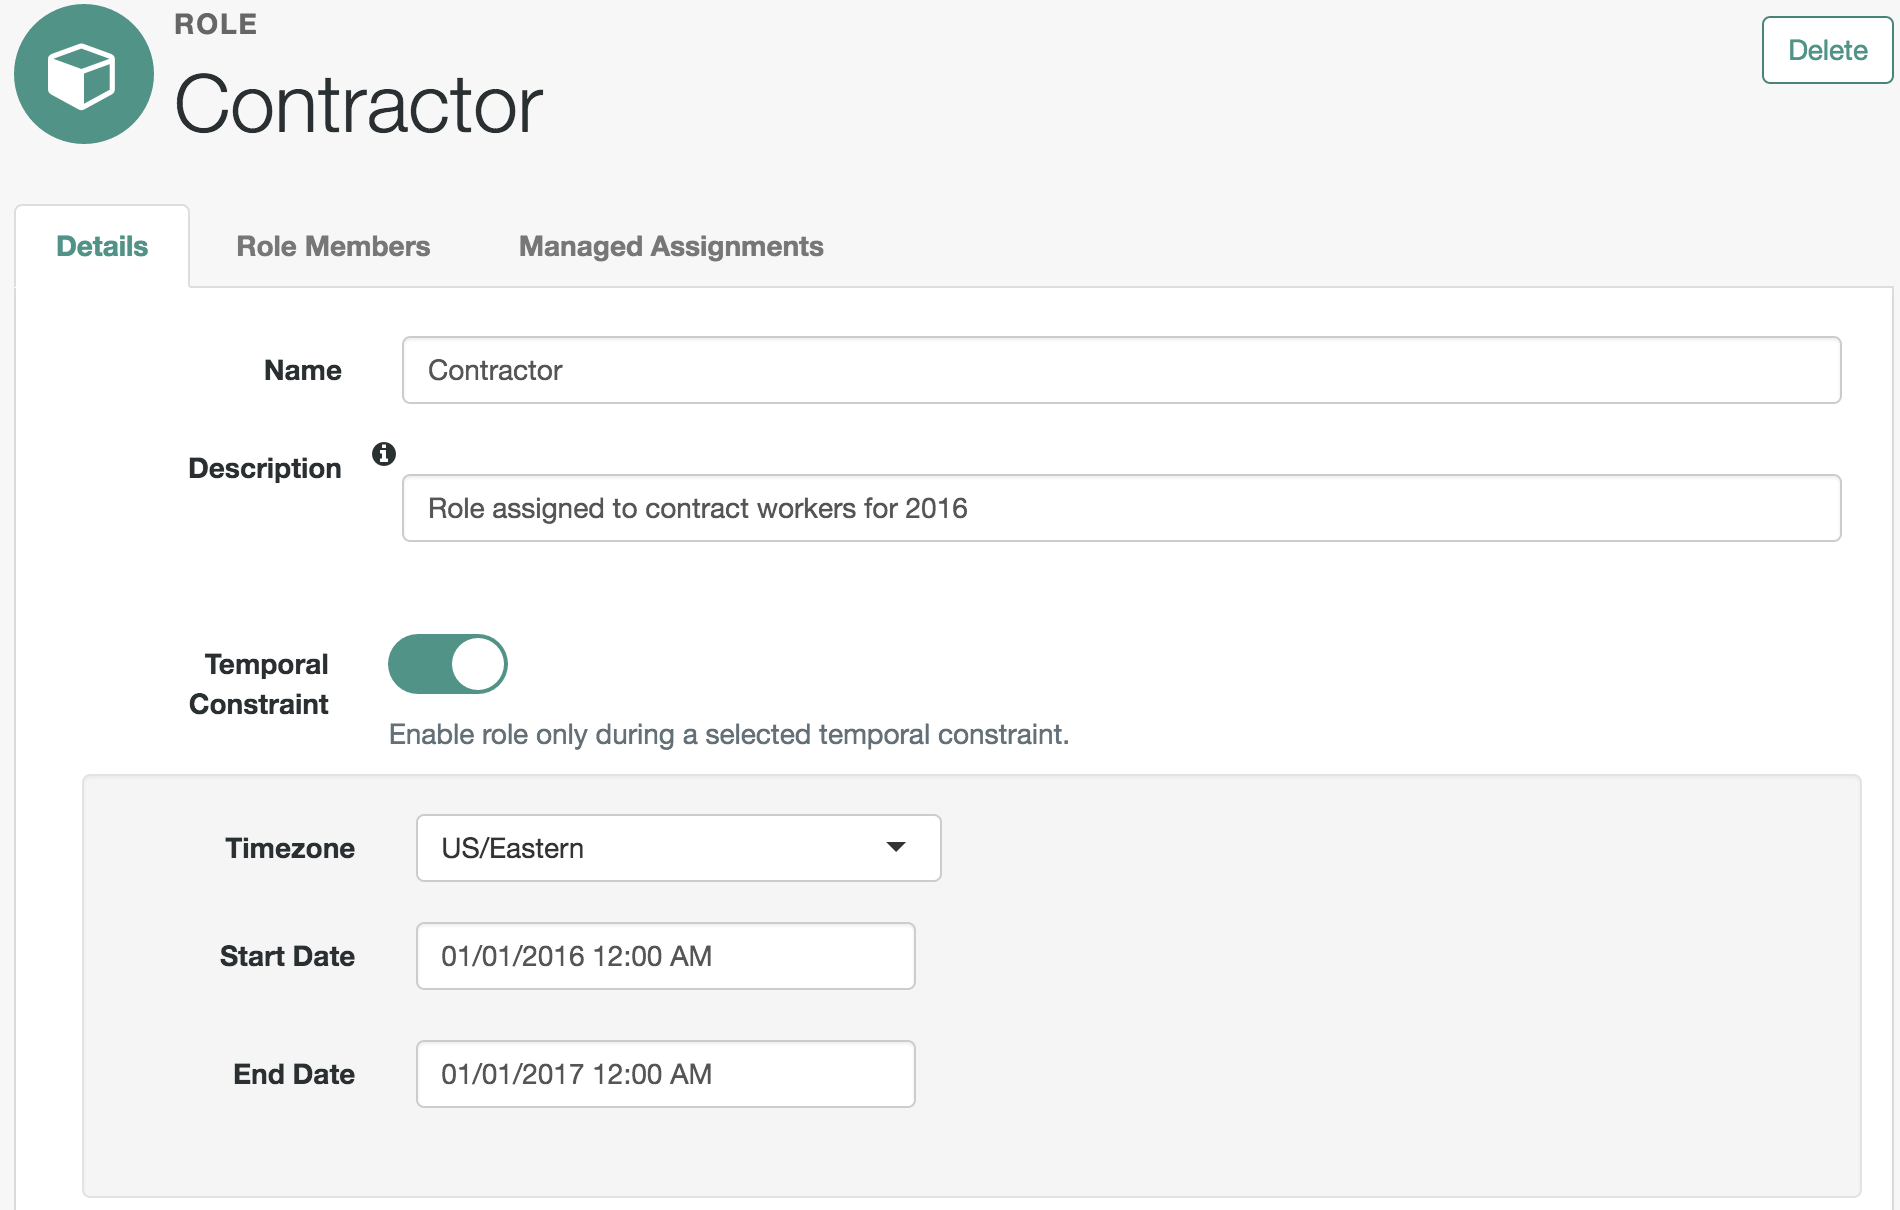 ROLE
Contractor
Delete
Details
Role Members
Managed Assignments
Name
Contractor
Description
Role assigned to contract workers for 2016
Temporal
Constraint
Enable role only during a selected temporal constraint.
Timezone
US/Eastern
Start Date
01/01/2016 12:00 AM
End Date
01/01/2017 12:00 AM